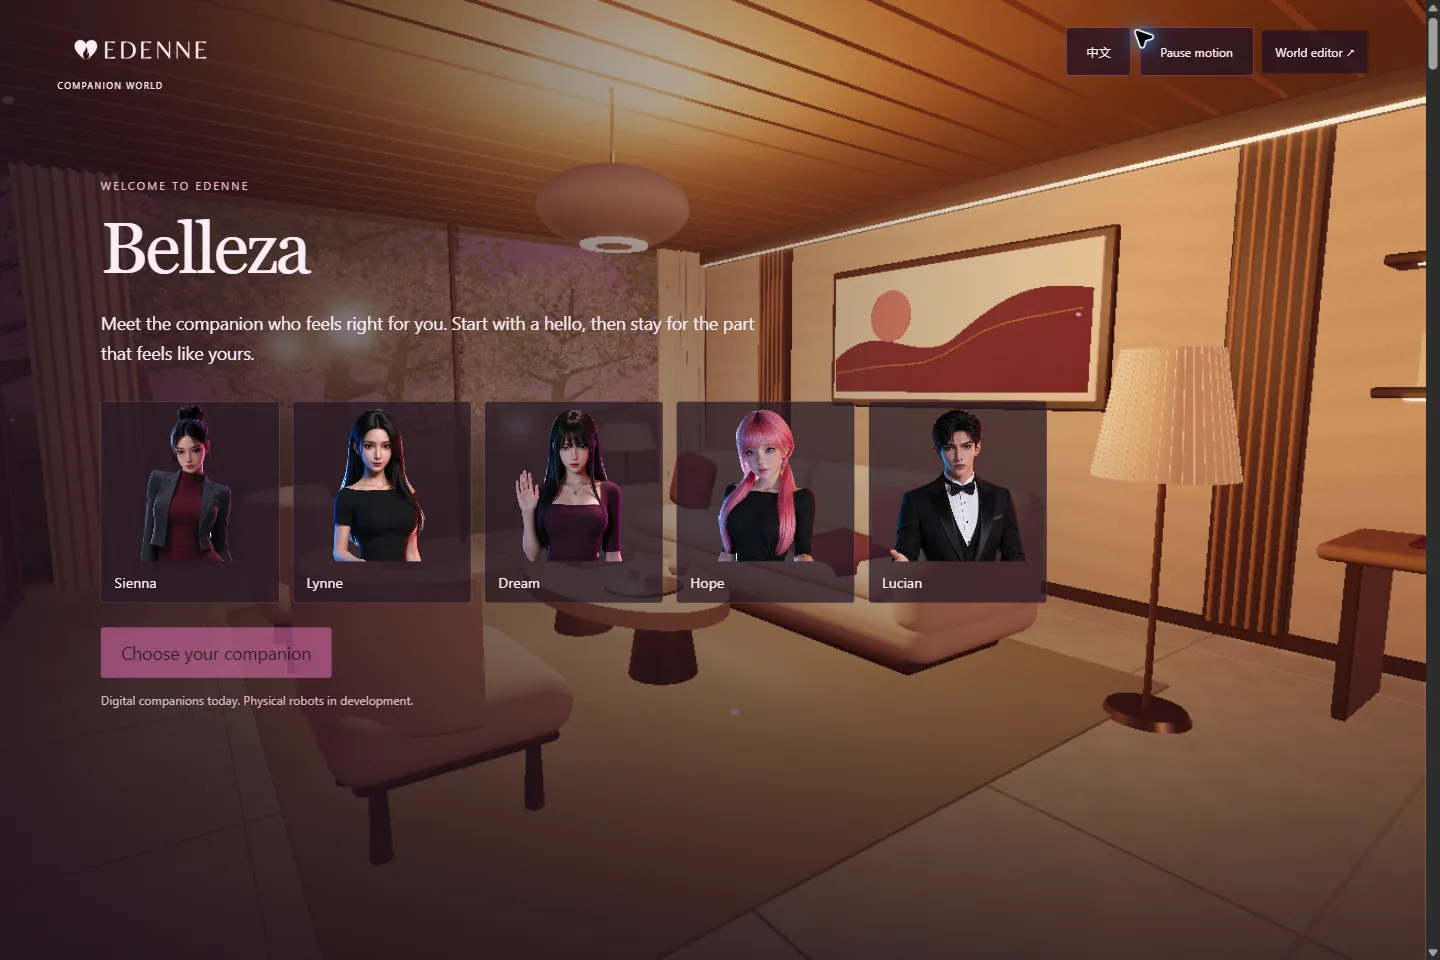 EDENNE
COMPANION WORLD
中文
Pause motion
World editor ↗
WELCOME TO EDENNE
Belleza
Meet the companion who feels right for you. Start with a hello, then stay for the part
that feels like yours.
Sienna
Lynne
Dream
Hope
Lucian
Choose your companion
Digital companions today. Physical robots in development.